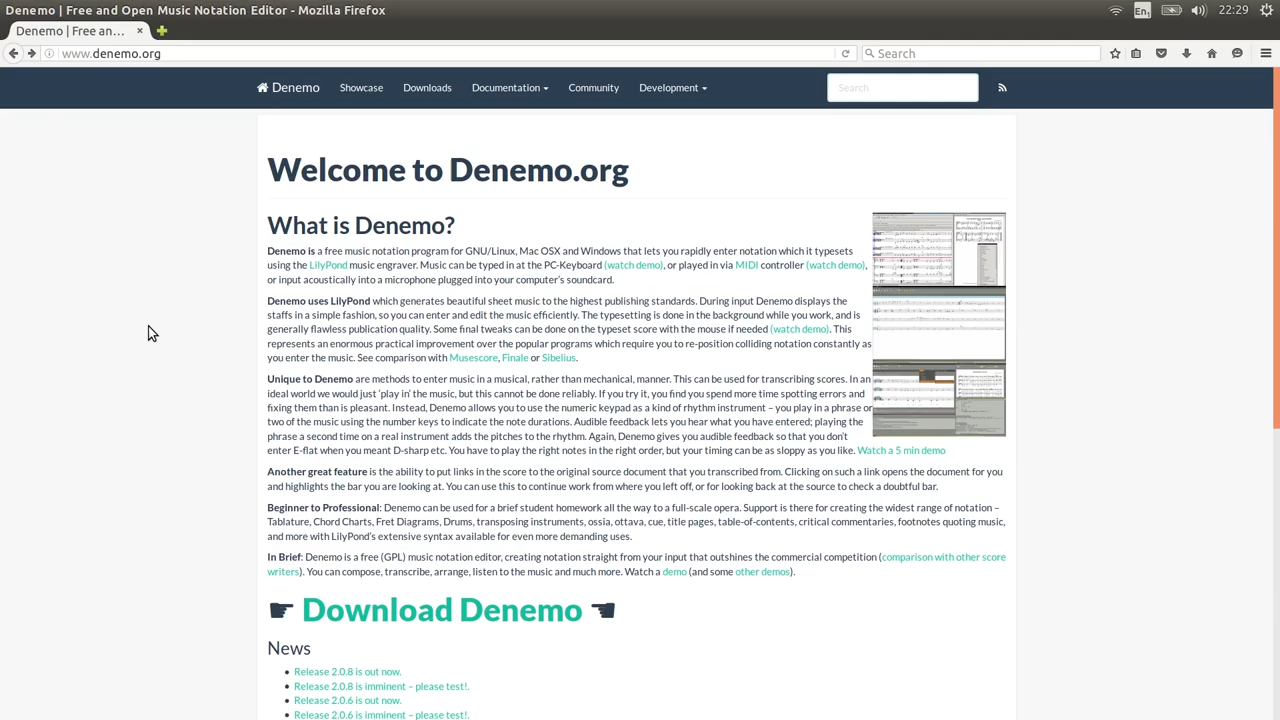 Denemo | Free and Open Music Notation Editor - Mozilla Firefox
En
22:29
Denemo | Free an… ×
www.denemo.org
Search
Denemo Showcase Downloads Documentation Community Development
Search
Welcome to Denemo.org
What is Denemo?
Denemo is a free music notation program for GNU/Linux, Mac OSX and Windows that lets you rapidly enter notation which it typesets
using the LilyPond music engraver. Music can be typed in at the PC-Keyboard (watch demo), or played in via MIDI controller (watch demo),
or input acoustically into a microphone plugged into your computer's soundcard.
Denemo uses LilyPond which generates beautiful sheet music to the highest publishing standards. During input Denemo displays the
staffs in a simple fashion, so you can enter and edit the music efficiently. The typesetting is done in the background while you work, and is
generally flawless publication quality. Some final tweaks can be done on the typeset score with the mouse if needed (watch demo). This
represents an enormous practical improvement over the popular programs which require you to re-position colliding notation constantly as
you enter the music. See comparison with Musescore, Finale or Sibelius.
Unique to Denemo are methods to enter music in a musical, rather than mechanical, manner. This can be used for transcribing scores. In an
ideal world we would just 'play in' the music, but this cannot be done reliably. If you try it, you find you spend more time spotting errors and
fixing them than is pleasant. Instead, Denemo allows you to use the numeric keypad as a kind of rhythm instrument – you play in a phrase or
two of the music using the number keys to indicate the note durations. Audible feedback lets you hear what you have entered; playing the
phrase a second time on a real instrument adds the pitches to the rhythm. Again, Denemo gives you audible feedback so that you don't
enter E-flat when you meant D-sharp etc. You have to play the right notes in the right order, but your timing can be as sloppy as you like. Watch a 5 min demo
Another great feature is the ability to put links in the score to the original source document that you transcribed from. Clicking on such a link opens the document for you
and highlights the bar you are looking at. You can use this to continue work from where you left off, or for looking back at the source to check a doubtful bar.
Beginner to Professional: Denemo can be used for a brief student homework all the way to a full-scale opera. Support is there for creating the widest range of notation –
Tablature, Chord Charts, Fret Diagrams, Drums, transposing instruments, ossia, ottava, cue, title pages, table-of-contents, critical commentaries, footnotes quoting music,
and more with LilyPond's extensive syntax available for even more demanding uses.
In Brief: Denemo is a free (GPL) music notation editor, creating notation straight from your input that outshines the commercial competition (comparison with other score
writers). You can compose, transcribe, arrange, listen to the music and much more. Watch a demo (and some other demos).
☛ Download Denemo ☚
News
• Release 2.0.8 is out now.
• Release 2.0.8 is imminent – please test!.
• Release 2.0.6 is out now.
• Release 2.0.6 is imminent – please test!.